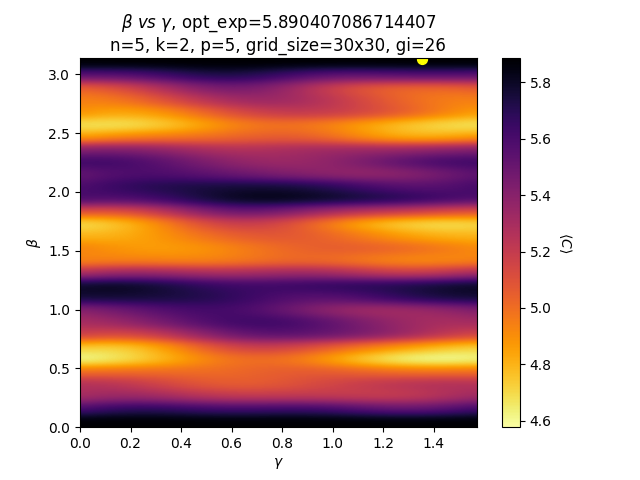 β vs γ, opt_exp=5.890407086714407
n=5, k=2, p=5, grid_size=30x30, gi=26
3.0
2.5
2.0
1.5
1.0
0.5
0.0
β
0.0 0.2 0.4 0.6 0.8 1.0 1.2 1.4
γ
5.8
5.6
5.4
5.2
5.0
4.8
4.6
⟨C⟩